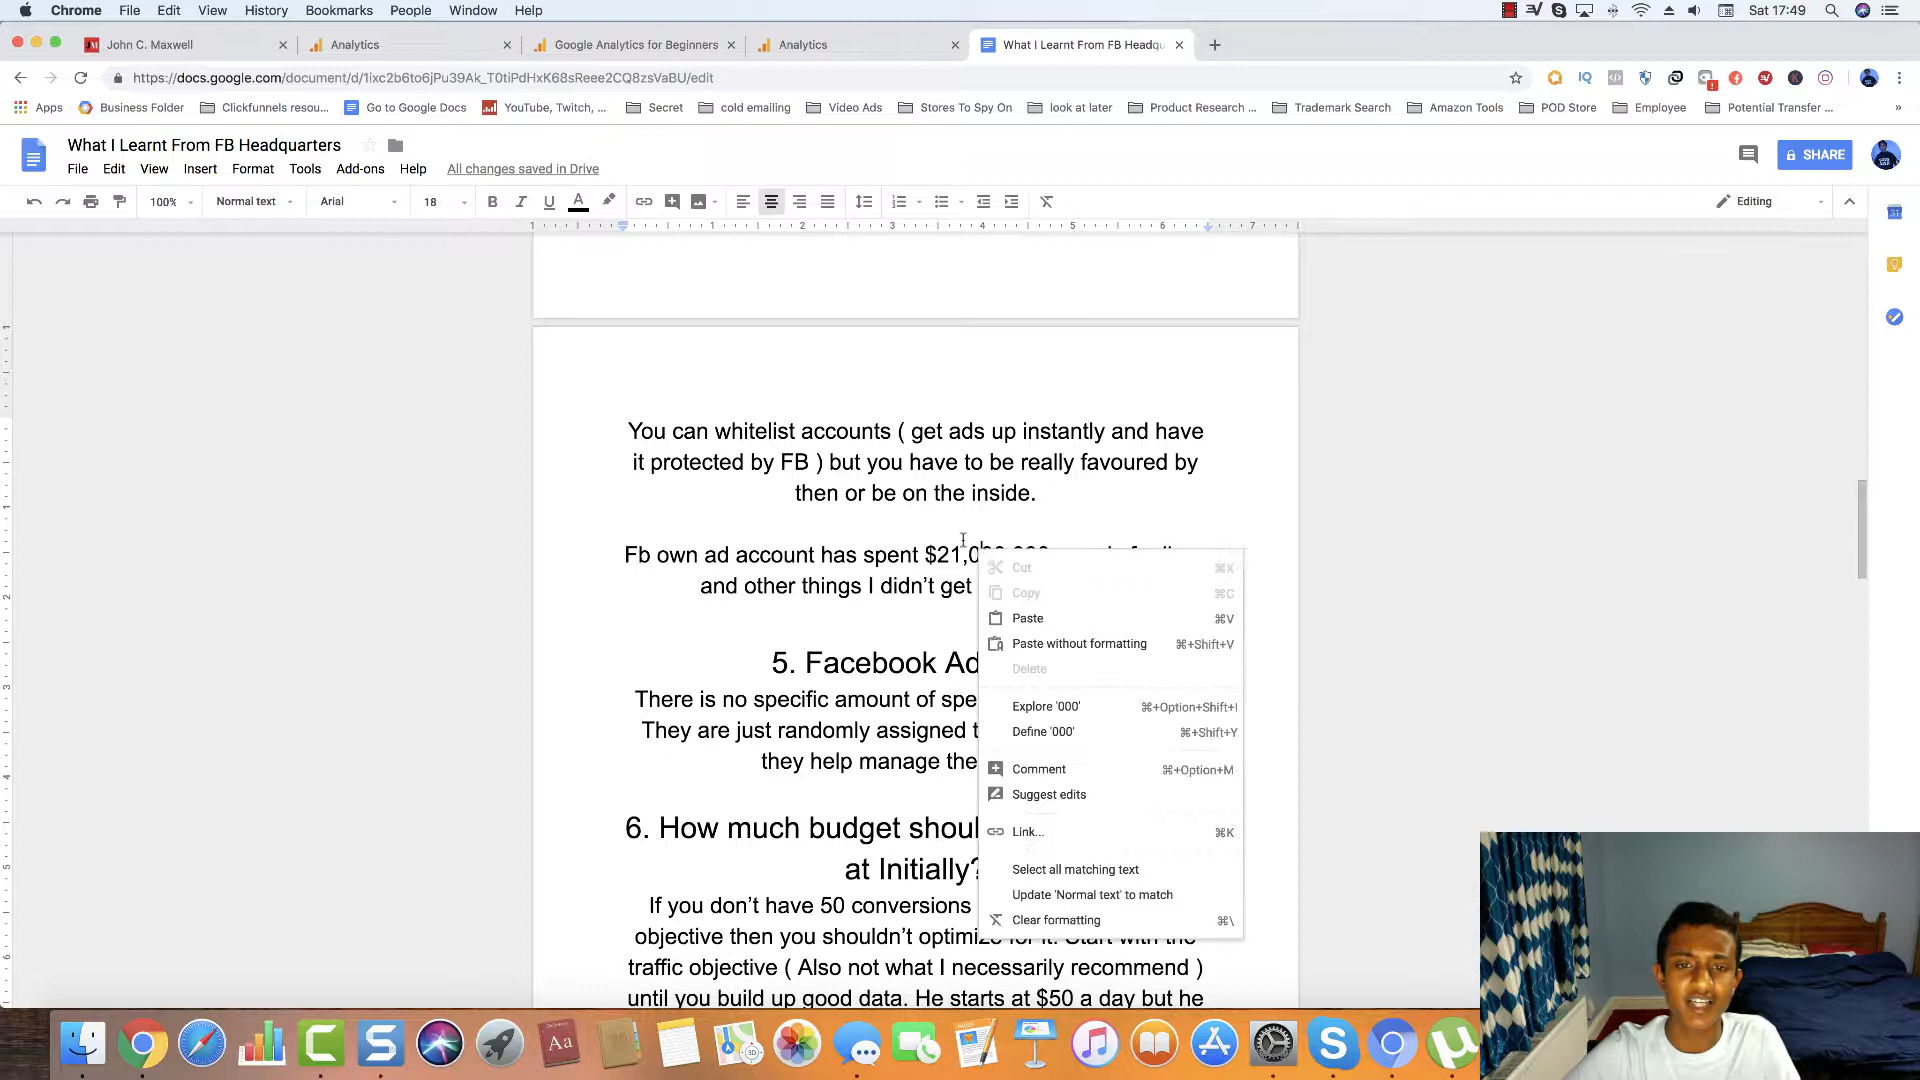 Chrome File Edit View History Bookmarks People Window Help Sat 17:49
John C. Maxwell Analytics Google Analytics for Beginners Analytics What I Learnt From FB Headqu
https://docs.google.com/document/d/1ixc2b6to6jPu39Ak_T0tiPdHxK68sReee2CQ8zsVaBU/edit
Apps Business Folder Clickfunnels resou... Go to Google Docs YouTube, Twitch, ... Secret cold emailing Video Ads Stores To Spy On look at later Product Research ... Trademark Search Amazon Tools POD Store Employee Potential Transfer ... »
What I Learnt From FB Headquarters
SHARE
File Edit View Insert Format Tools Add-ons Help All changes saved in Drive
100% Normal text Arial 18 B I U A Editing
1 1 2 3 4 5 6 7
You can whitelist accounts ( get ads up instantly and have
it protected by FB ) but you have to be really favoured by
then or be on the inside.
Fb own ad account has spent $21,0
and other things I didn't get
5. Facebook Ad
There is no specific amount of spe
They are just randomly assigned t
they help manage the
6. How much budget shoul
at Initially?
If you don't have 50 conversions
objective then you shouldn't optimize for it. Start with the
traffic objective ( Also not what I necessarily recommend )
until you build up good data. He starts at $50 a day but he
Cut ⌘X
Copy ⌘C
Paste ⌘V
Paste without formatting ⌘+Shift+V
Delete
Explore '000' ⌘+Option+Shift+I
Define '000' ⌘+Shift+Y
Comment ⌘+Option+M
Suggest edits
Link... ⌘K
Select all matching text
Update 'Normal text' to match
Clear formatting ⌘\